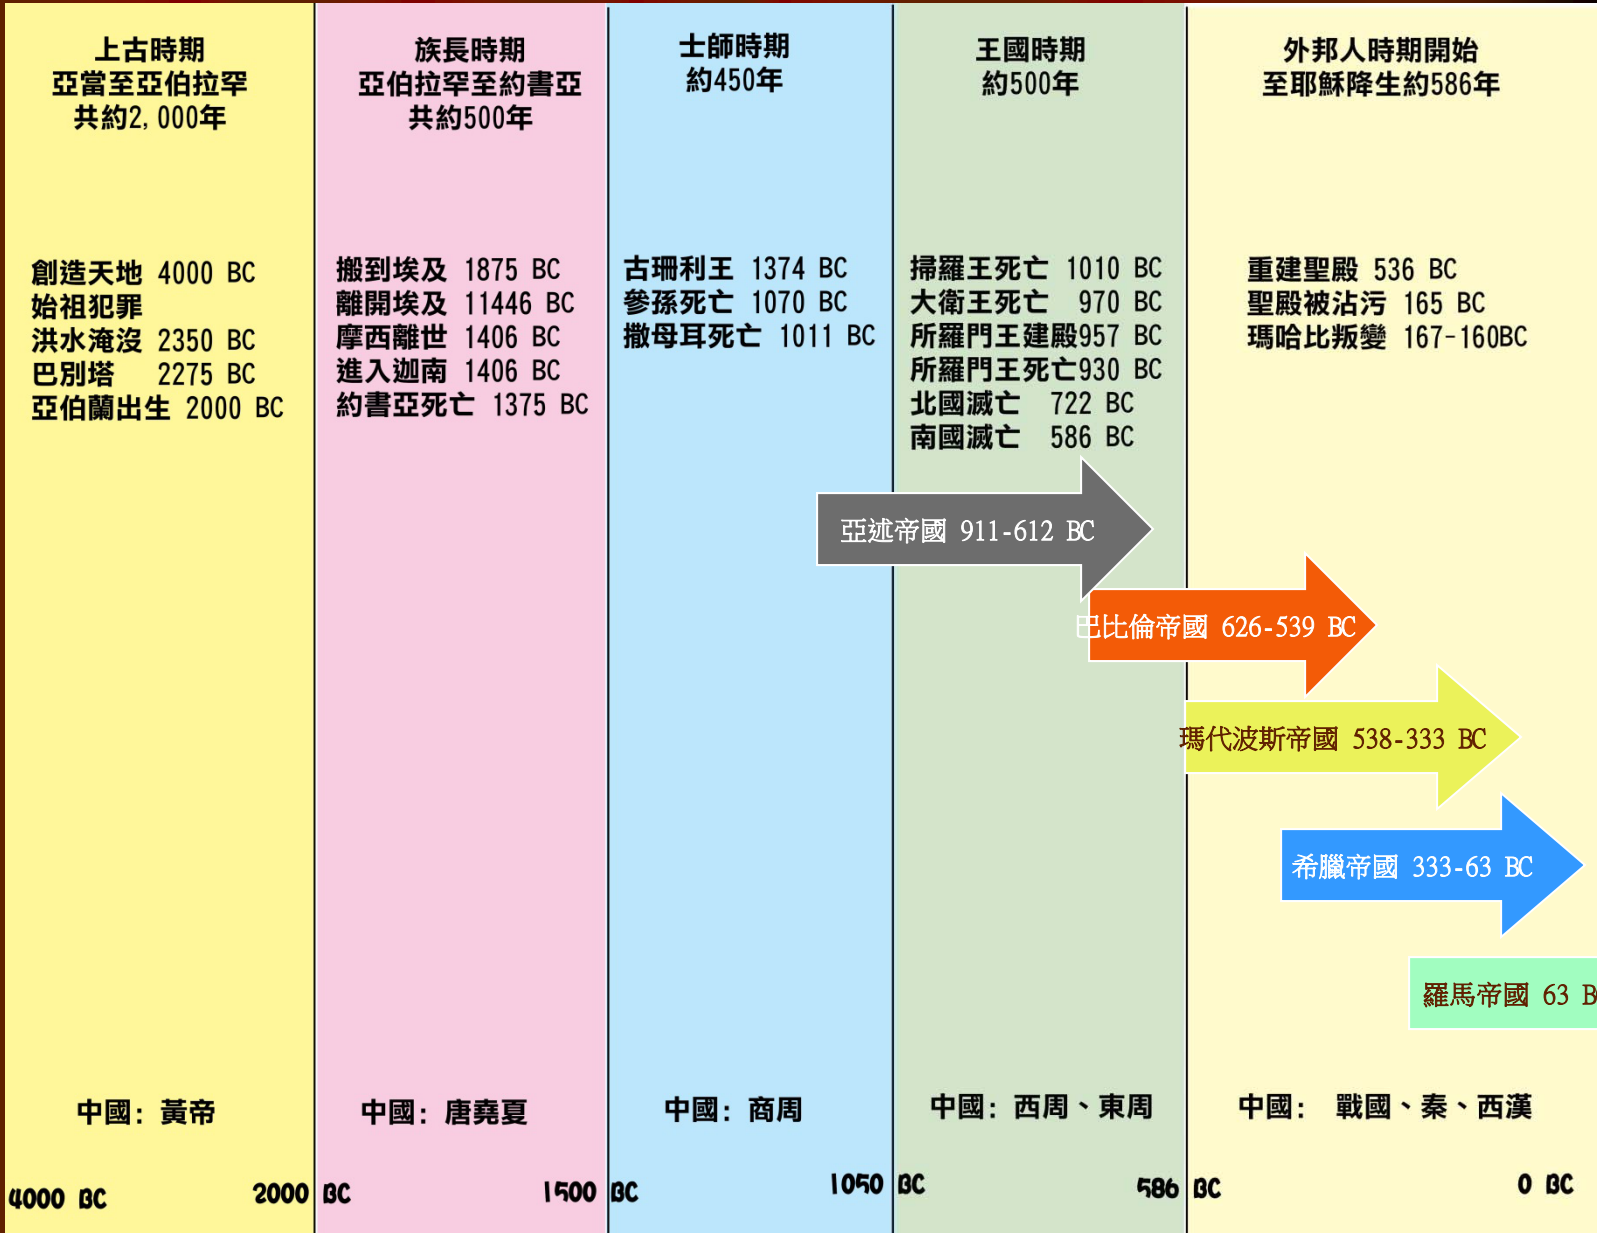 上古時期
亞當至亞伯拉罕
共約2,000年
創造天地 4000 BC
始祖犯罪
洪水淹沒 2350 BC
巴別塔 2275 BC
亞伯蘭出生 2000 BC
中國: 黃帝
族長時期
亞伯拉罕至約書亞
共約500年
搬到埃及 1875 BC
離開埃及 11446 BC
摩西離世 1406 BC
進入迦南 1406 BC
約書亞死亡 1375 BC
中國: 唐堯夏
士師時期
約450年
古珊利王 1374 BC
參孫死亡 1070 BC
撒母耳死亡 1011 BC
中國: 商周
王國時期
約500年
掃羅王死亡 1010 BC
大衛王死亡 970 BC
所羅門王建殿957 BC
所羅門王死亡930 BC
北國滅亡 722 BC
南國滅亡 586 BC
中國: 西周、東周
外邦人時期開始
至耶穌降生約586年
重建聖殿 536 BC
聖殿被沾污 165 BC
瑪哈比叛變 167-160BC
亞述帝國 911-612 BC
巴比倫帝國 626-539 BC
瑪代波斯帝國 538-333 BC
希臘帝國 333-63 BC
羅馬帝國 63 B
中國: 戰國、秦、西漢
4000 BC
2000 BC
1500 BC
1050 BC
586 BC
0 BC